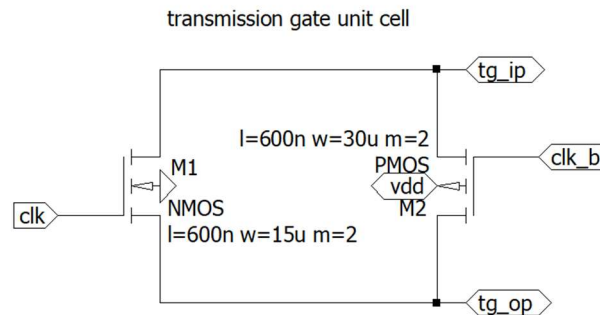 transmission gate unit cell
tg_ip
l=600n w=30u m=2
M1
PMOS
clk_b
vdd
clk
NMOS
M2
l=600n w=15u m=2
tg_op